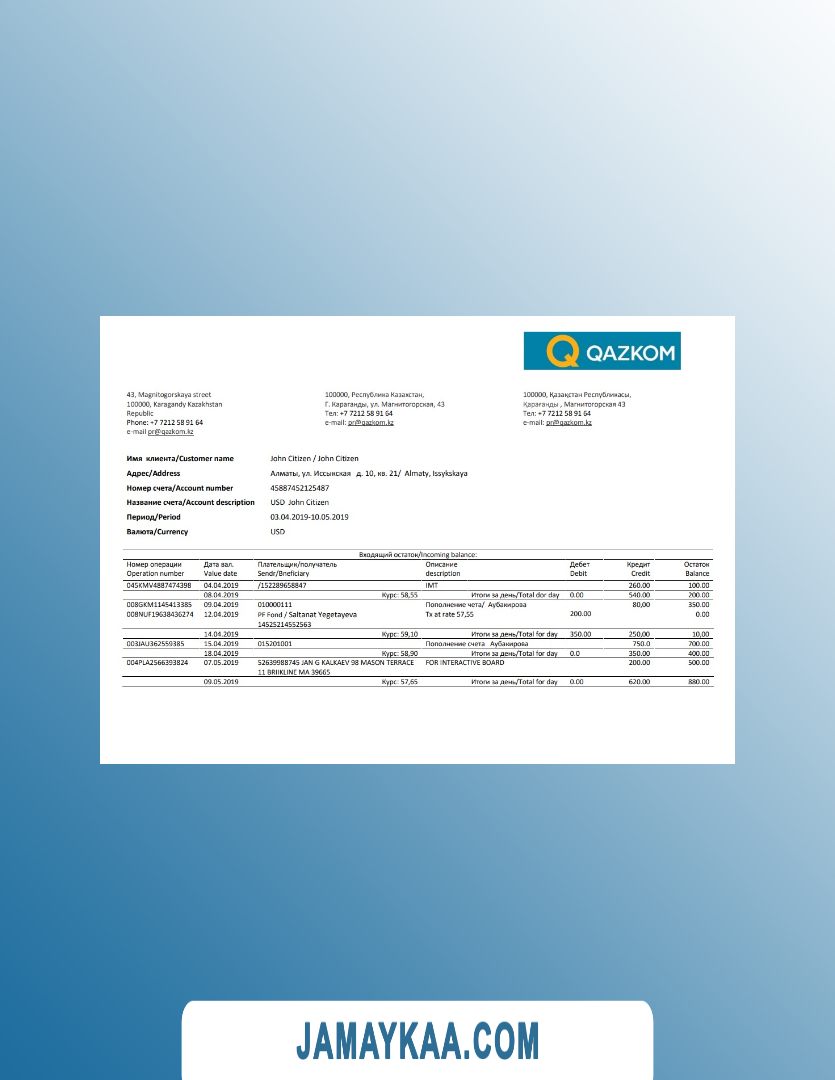 QAZKOM
43, Magnitogorskaya street
100000, Karagandy Kazakhstan
Republic
Phone: +7 7212 58 91 64
e-mail pr@qazkom.kz
100000, Республика Казахстан,
Г. Караганды, ул. Магнитогорская, 43
Тел: +7 7212 58 91 64
e-mail: pr@qazkom.kz
100000, Қазақстан Республикасы,
Қарағанды , Магнитогорская 43
Тел: +7 7212 58 91 64
e-mail: pr@qazkom.kz
Имя клиента/Customer name John Citizen / John Citizen
Адрес/Address Алматы, ул. Иссыкская д. 10, кв. 21/ Almaty, Issykskaya
Номер счета/Account number 45887452125487
Название счета/Account description USD John Citizen
Период/Period 03.04.2019-10.05.2019
Валюта/Currency USD
Входящий остаток/Incoming balance:
Номер операции Дата вал. Плательщик/получатель Описание Дебет Кредит Остаток
Operation number Value date Sendr/Bneficiary description Debit Credit Balance
045KMV4887474398 04.04.2019 /152289658847 IMT 260.00 100.00
08.04.2019 Курс: 58,55 Итоги за день/Total dor day 0.00 540.00 200.00
008GKM1145413385 09.04.2019 010000111 Пополнение чета/ Аубакирова 80,00 350.00
008NUF19638436274 12.04.2019 PF Fond / Saltanat Yegetayeva Tx at rate 57,55 200.00 0.00
14525214552563
14.04.2019 Курс: 59,10 Итоги за день/Total for day 350.00 250,00 10,00
003JAU362559385 15.04.2019 015201001 Пополнение счета Аубакирова 750.0 700.00
18.04.2019 Курс: 58,90 Итоги за день/Total for day 0.0 350.00 400.00
004PLA2566393824 07.05.2019 52639988745 JAN G KALKAEV 98 MASON TERRACE FOR INTERACTIVE BOARD 200.00 500.00
11 BRIIKLINE MA 39665
09.05.2019 Курс: 57,65 Итоги за день/Total for day 0.00 620.00 880.00
JAMAYKAA.COM